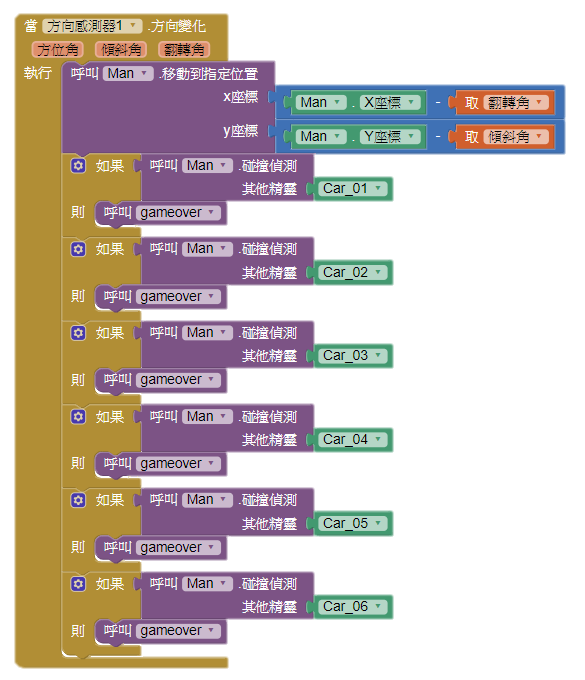 當 方向感測器1 .方向變化
方位角 傾斜角 翻轉角
執行 呼叫 Man .移動到指定位置
x座標 Man . X座標 - 取 翻轉角
y座標 Man . Y座標 - 取 傾斜角
如果 呼叫 Man .碰撞偵測
其他精靈 Car_01
則 呼叫 gameover
如果 呼叫 Man .碰撞偵測
其他精靈 Car_02
則 呼叫 gameover
如果 呼叫 Man .碰撞偵測
其他精靈 Car_03
則 呼叫 gameover
如果 呼叫 Man .碰撞偵測
其他精靈 Car_04
則 呼叫 gameover
如果 呼叫 Man .碰撞偵測
其他精靈 Car_05
則 呼叫 gameover
如果 呼叫 Man .碰撞偵測
其他精靈 Car_06
則 呼叫 gameover